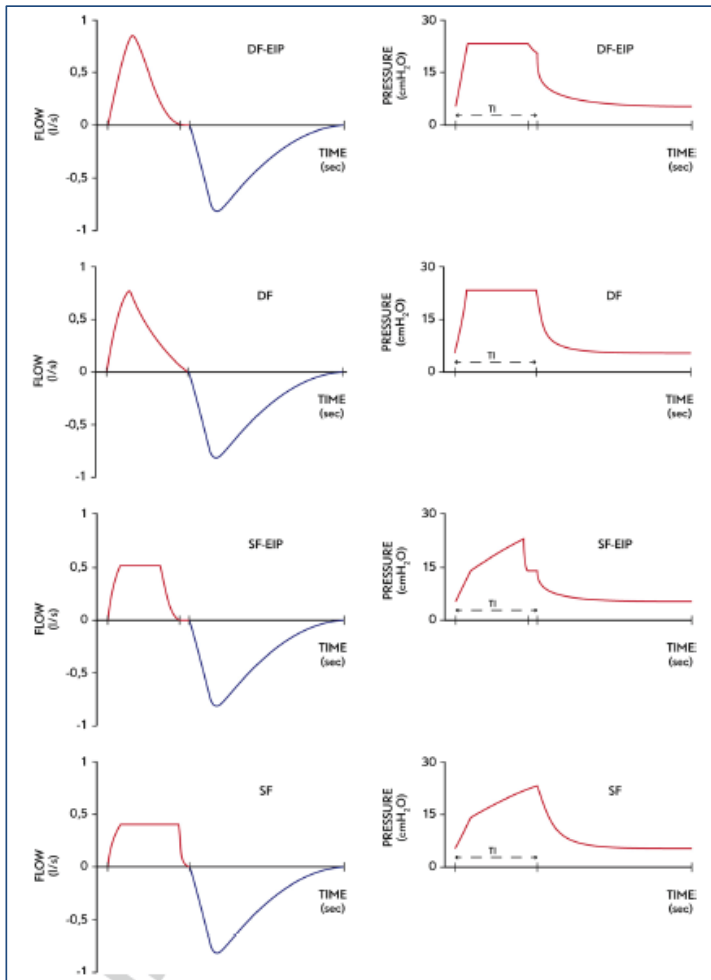 1
0,5
0
-0,5
-1
FLOW
(l/s)
DF-EIP
TIME
(sec)
30
15
0
PRESSURE
(cmH₂O)
DF-EIP
TI
TIME
(sec)
1
0,5
0
-0,5
-1
FLOW
(l/s)
DF
TIME
(sec)
30
15
0
PRESSURE
(cmH₂O)
DF
TI
TIME
(sec)
1
0,5
0
-0,5
-1
FLOW
(l/s)
SF-EIP
TIME
(sec)
30
15
0
PRESSURE
(cmH₂O)
SF-EIP
TI
TIME
(sec)
1
0,5
0
-0,5
-1
FLOW
(l/s)
SF
TIME
(sec)
30
15
0
PRESSURE
(cmH₂O)
SF
TI
TIME
(sec)